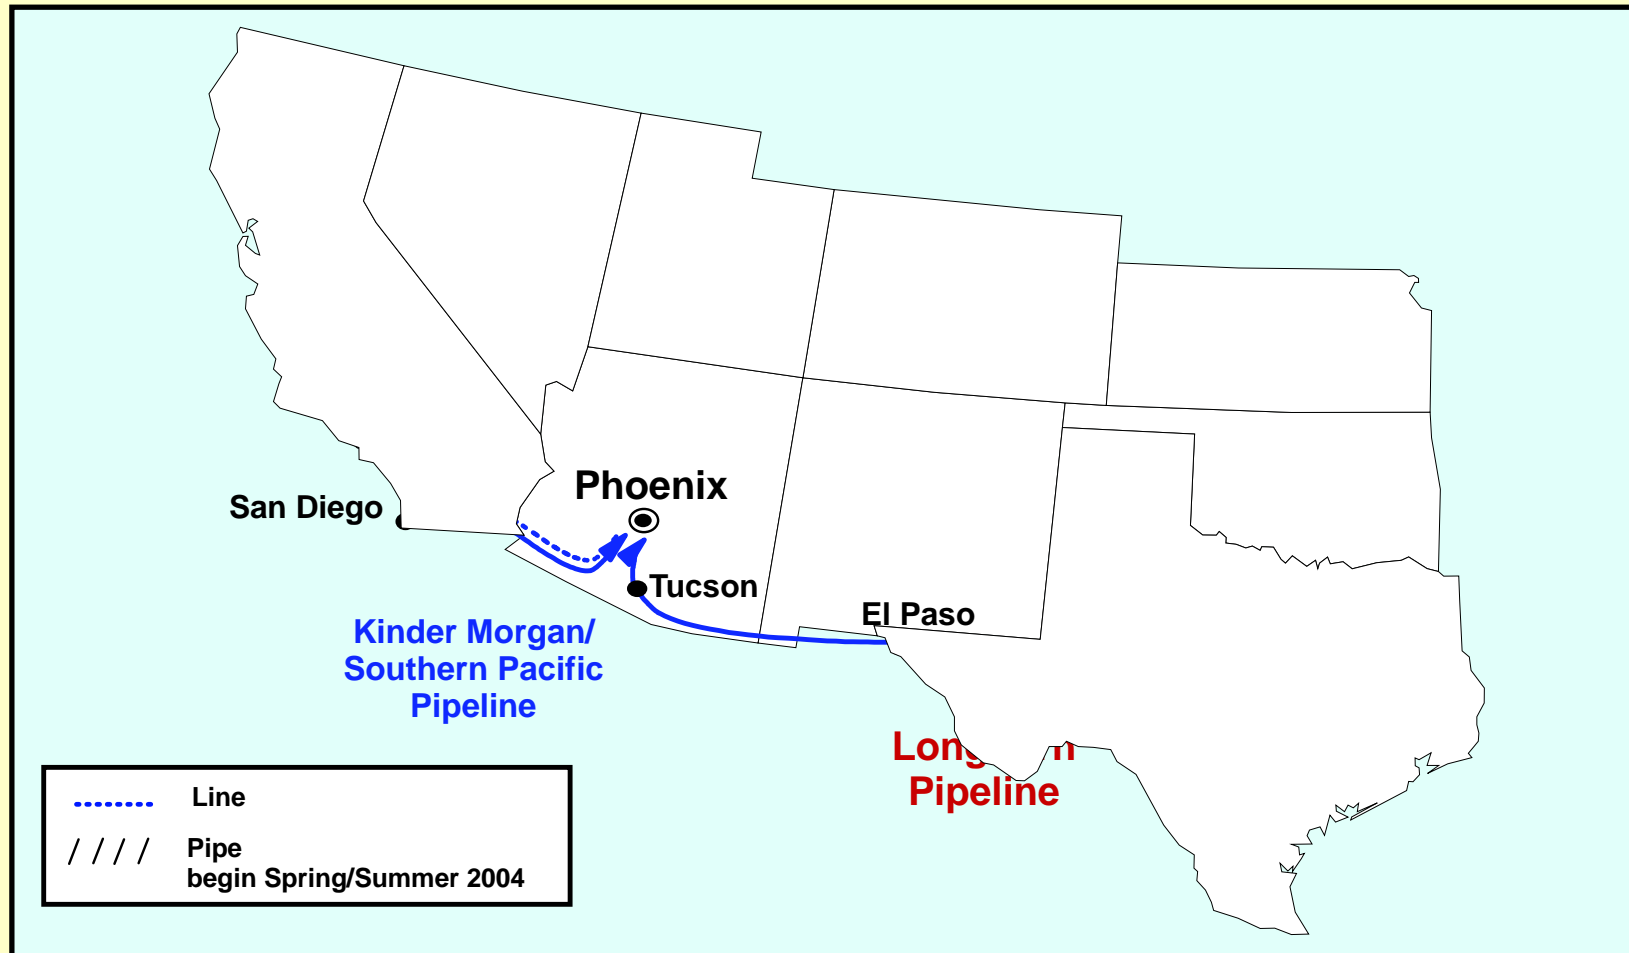 Phoenix
San Diego
Tucson
El Paso
Kinder Morgan/
Southern Pacific
Pipeline
Pipeline
Line
Pipe
begin Spring/Summer 2004